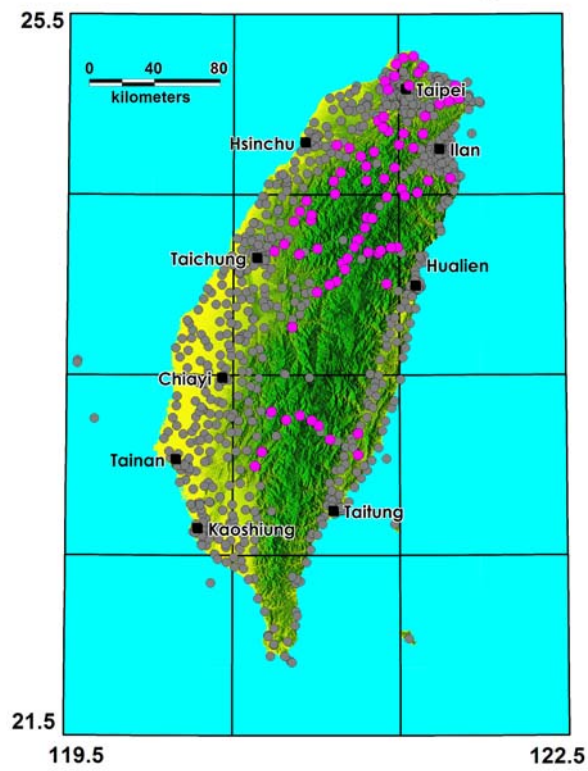 25.5
0 40 80
kilometers
Taipei
Hsinchu
Ilan
Taichung
Hualien
Chiayi
Tainan
Taitung
Kaoshiung
21.5
119.5 122.5